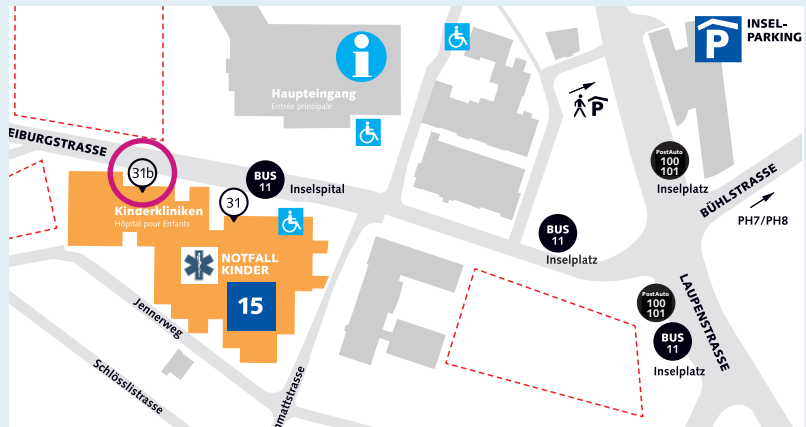 P
INSEL-
PARKING
i
Haupteingang
Entrée principale
P
EIBURGSTRASSE
31b
BUS
11
Inselspital
31
Kinderkliniken
Hôpital pour Enfants
NOTFALL
KINDER
15
PostAuto
100
101
Inselplatz
BÜHLSTRASSE
PH7/PH8
BUS
11
Inselplatz
PostAuto
100
101
BUS
11
Inselplatz
LAUPENSTRASSE
Jennerweg
Schlösslistrasse
nmattstrasse